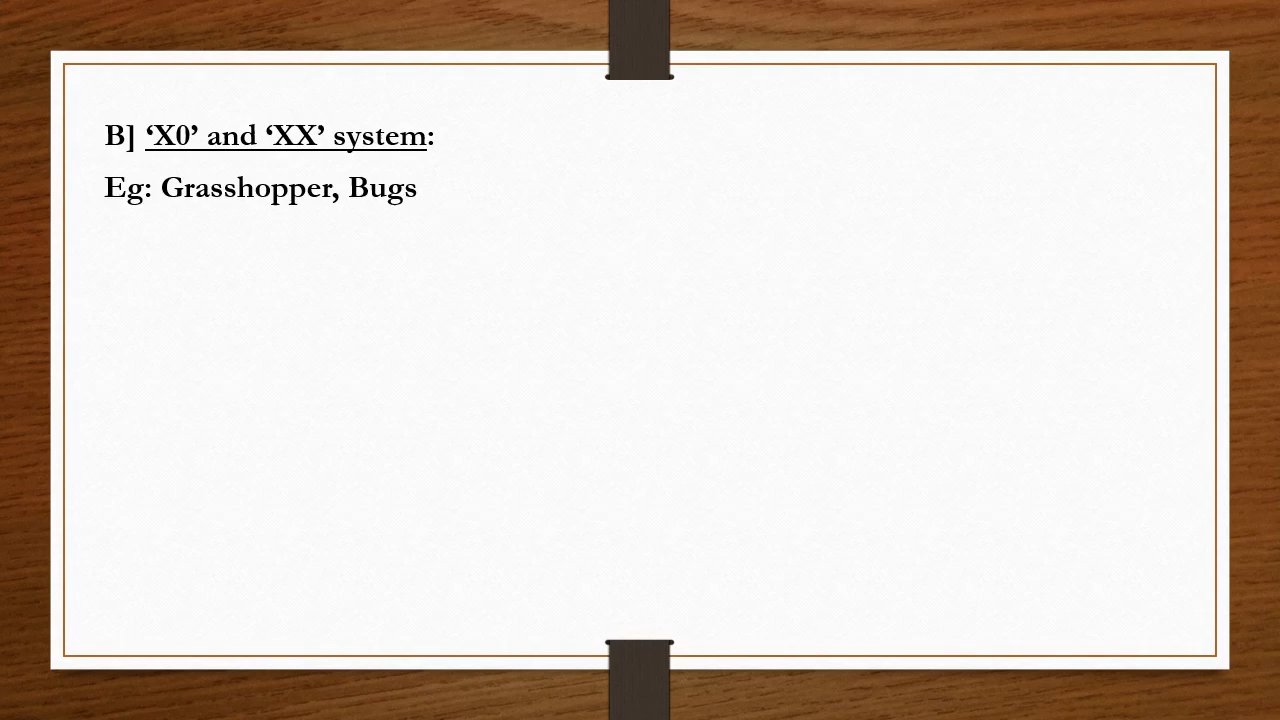 B] ‘X0’ and ‘XX’ system:
Eg: Grasshopper, Bugs